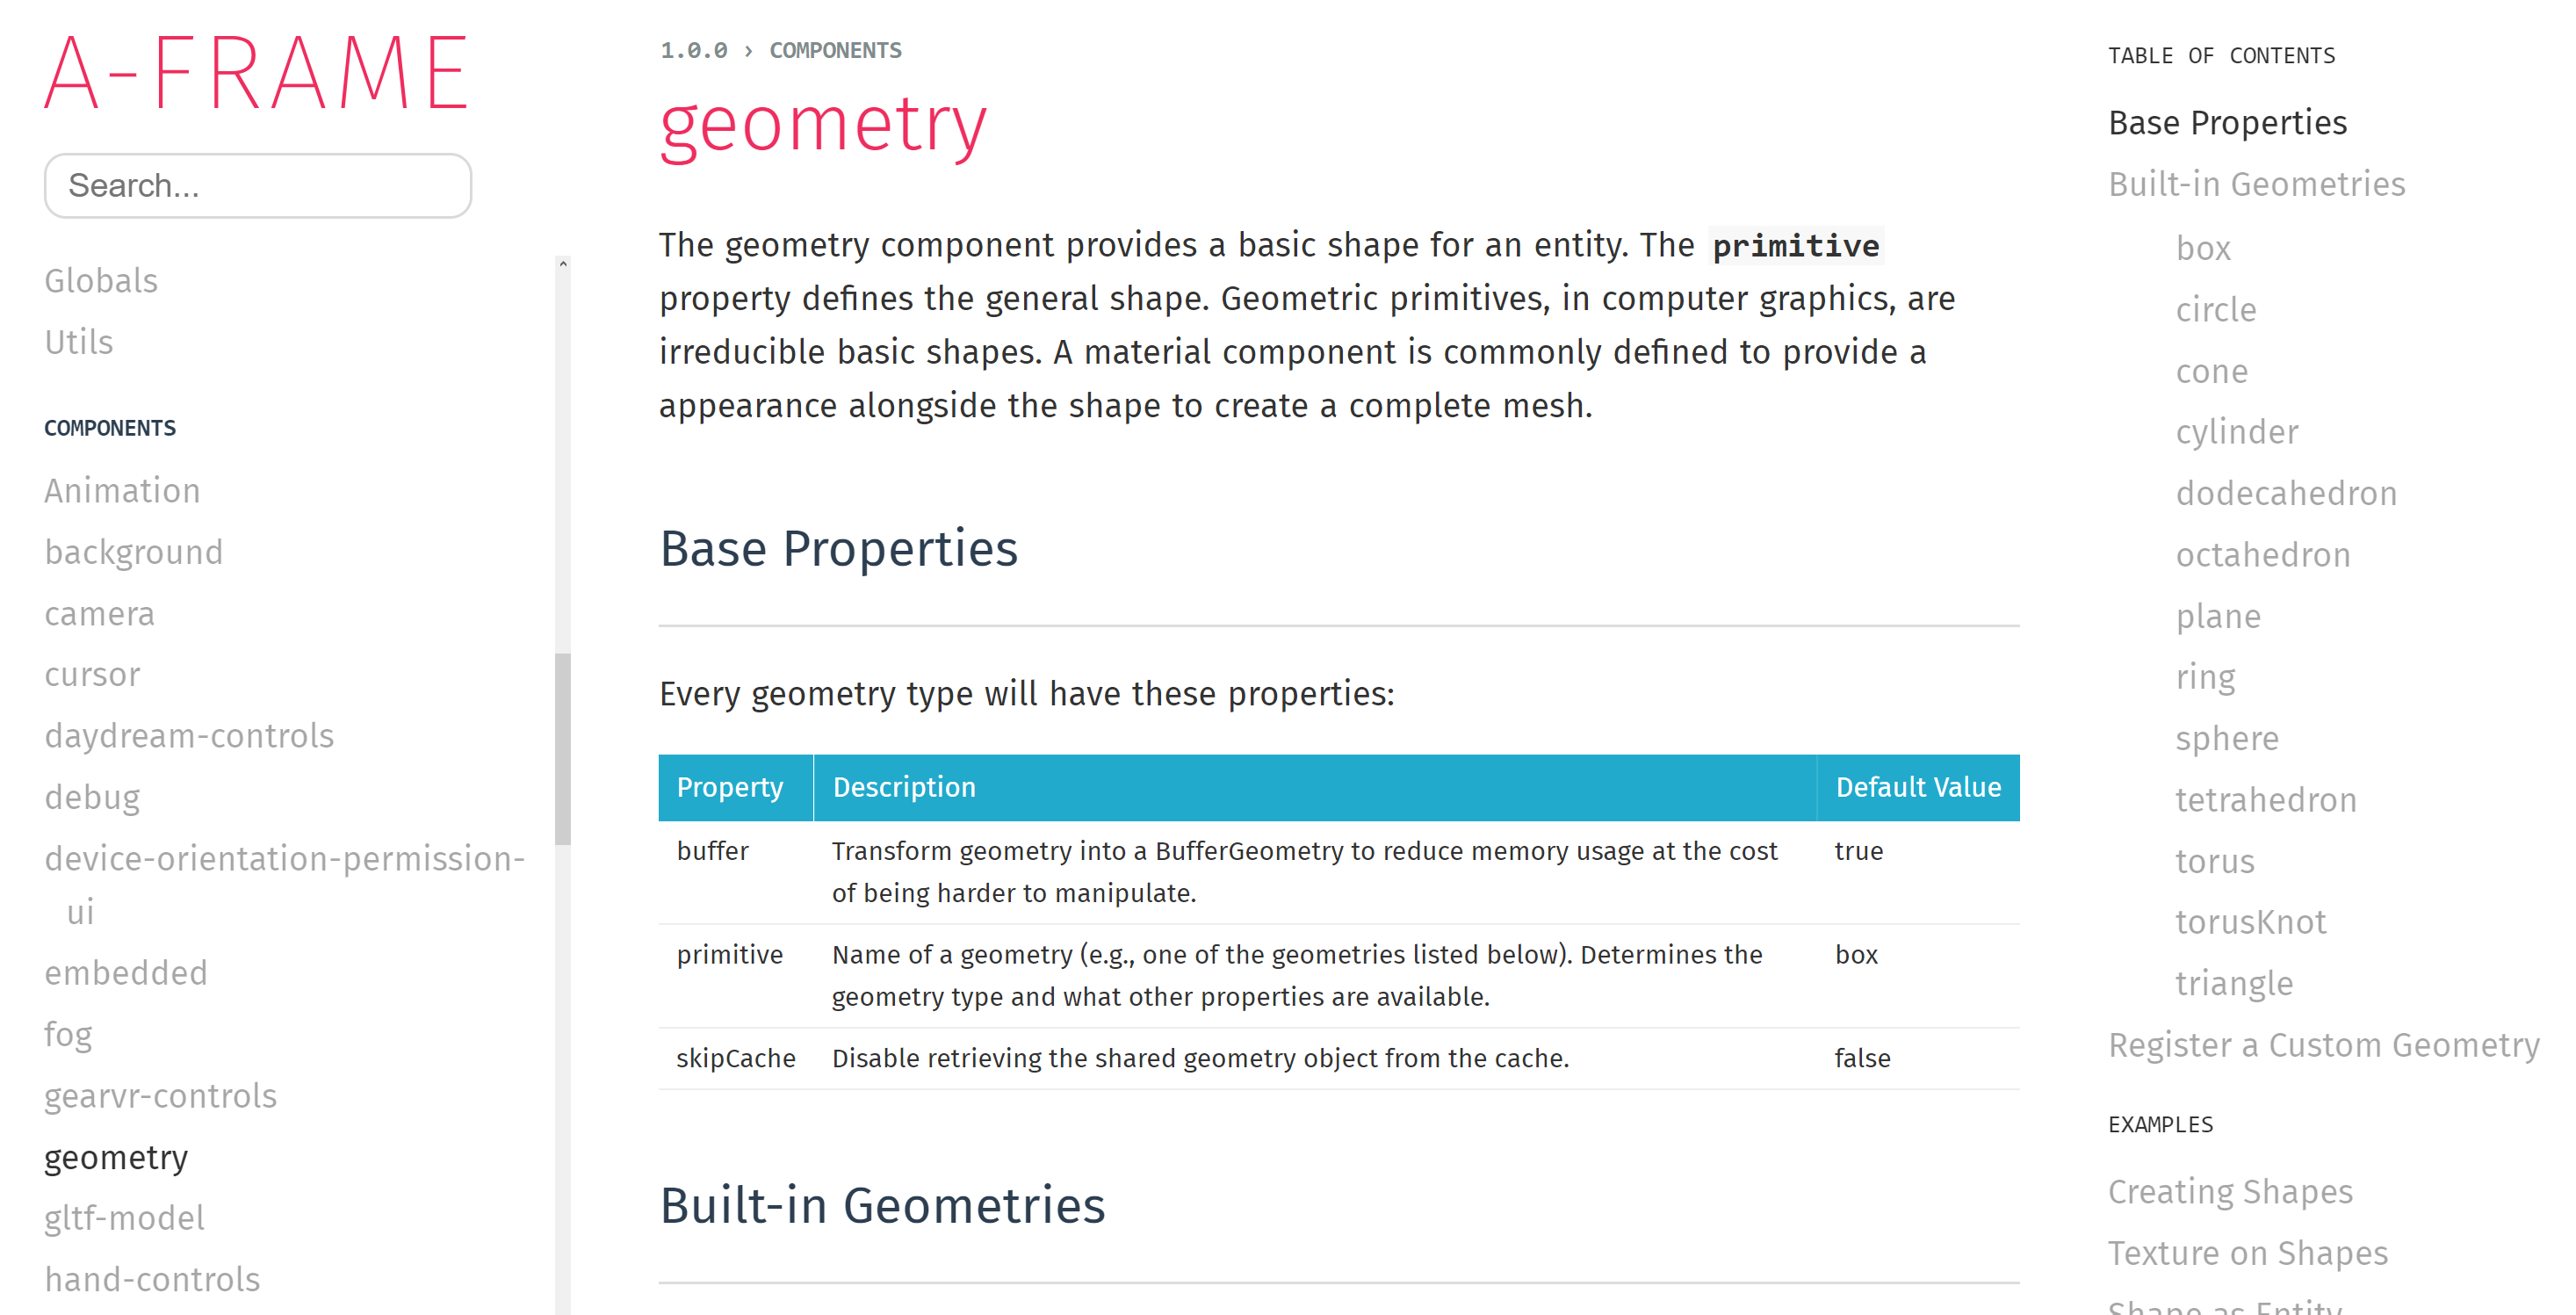 A-FRAME
Search...
Globals
Utils
COMPONENTS
Animation
background
camera
cursor
daydream-controls
debug
device-orientation-permission-
ui
embedded
fog
gearvr-controls
geometry
gltf-model
hand-controls
1.0.0 › COMPONENTS
geometry
The geometry component provides a basic shape for an entity. The primitive
property defines the general shape. Geometric primitives, in computer graphics, are
irreducible basic shapes. A material component is commonly defined to provide a
appearance alongside the shape to create a complete mesh.
Base Properties
Every geometry type will have these properties:
Property Description Default Value
buffer Transform geometry into a BufferGeometry to reduce memory usage at the cost true
of being harder to manipulate.
primitive Name of a geometry (e.g., one of the geometries listed below). Determines the box
geometry type and what other properties are available.
skipCache Disable retrieving the shared geometry object from the cache. false
Built-in Geometries
TABLE OF CONTENTS
Base Properties
Built-in Geometries
box
circle
cone
cylinder
dodecahedron
octahedron
plane
ring
sphere
tetrahedron
torus
torusKnot
triangle
Register a Custom Geometry
EXAMPLES
Creating Shapes
Texture on Shapes
Shape as Entity